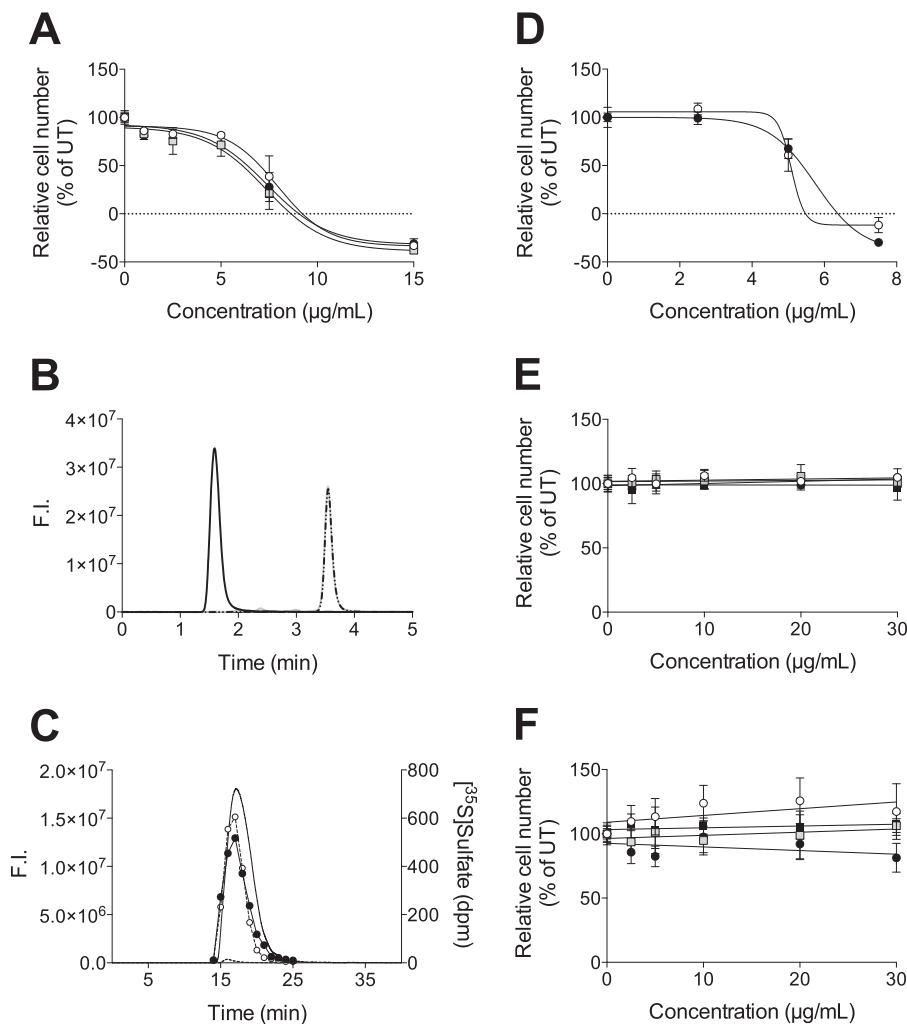 A
Relative cell number
(% of UT)
150
100
50
0
-50
0
5
10
15
Concentration (µg/mL)
D
Relative cell number
(% of UT)
150
100
50
0
-50
0
2
4
6
8
Concentration (µg/mL)
B
F.I.
4×10⁷
3×10⁷
2×10⁷
1×10⁷
0
0
1
2
3
4
5
Time (min)
E
Relative cell number
(% of UT)
150
100
50
0
0
10
20
30
Concentration (µg/mL)
C
F.I.
2.0×10⁷
1.5×10⁷
1.0×10⁷
5.0×10⁶
0.0
5
15
25
35
Time (min)
800
600
400
200
0
[³⁵S]Sulfate (dpm)
F
Relative cell number
(% of UT)
150
100
50
0
0
10
20
30
Concentration (µg/mL)